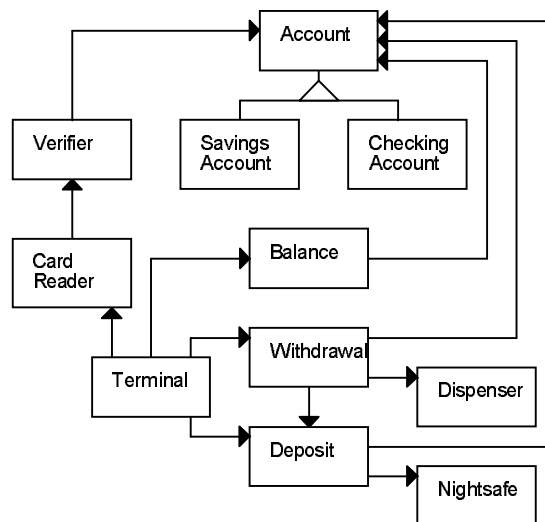 Account
Verifier
Savings
Account
Checking
Account
Card
Reader
Balance
Withdrawal
Terminal
Dispenser
Deposit
Nightsafe